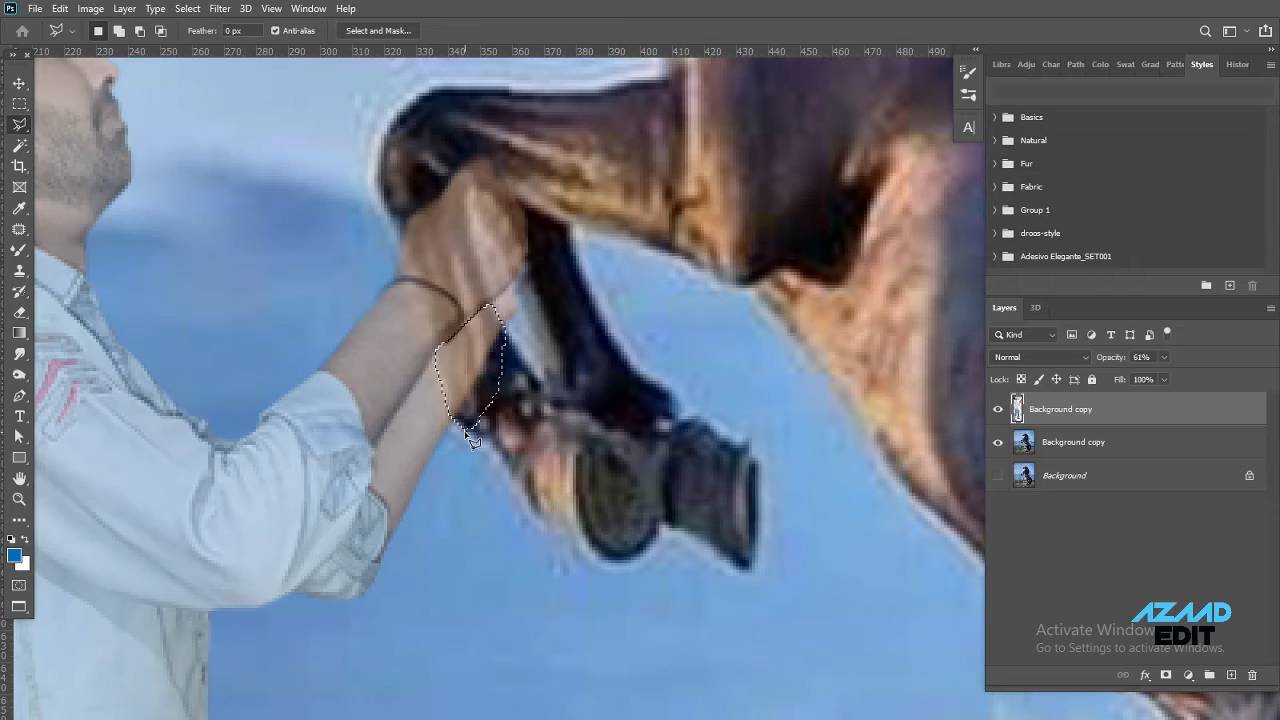 Ps File Edit Image Layer Type Select Filter 3D View Window Help
Feather: 0 px Anti-alias Select and Mask...
210 220 230 240 250 260 270 280 290 300 310 320 330 340 350 360 370 380 390 400 410 420 430 440 450 460 470 480 490
Libra Adju Char Path Colo Swat Grad Patte Styles Histor
Basics
Natural
Fur
Fabric
Group 1
droos-style
Adesivo Elegante_SET001
Layers 3D
Kind
Normal Opacity: 61%
Lock: Fill: 100%
Background copy
Background copy
Background
AZAAD
EDIT
Activate Window
Go to Settings to activate Windows.